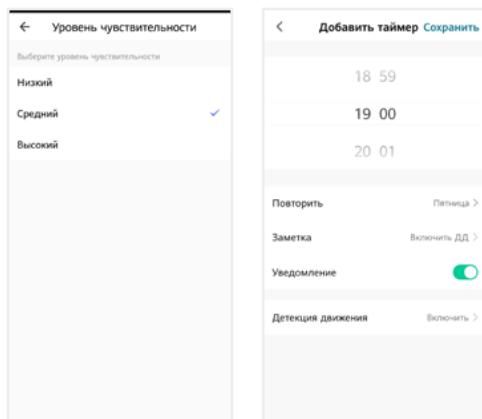 Уровень чувствительности
Выберите уровень чувствительности
Низкий
Средний
Высокий
Добавить таймер Сохранить
18 59
19 00
20 01
Повторить Пятница
Заметка Включить ДД
Уведомление
Детекция движения Включить